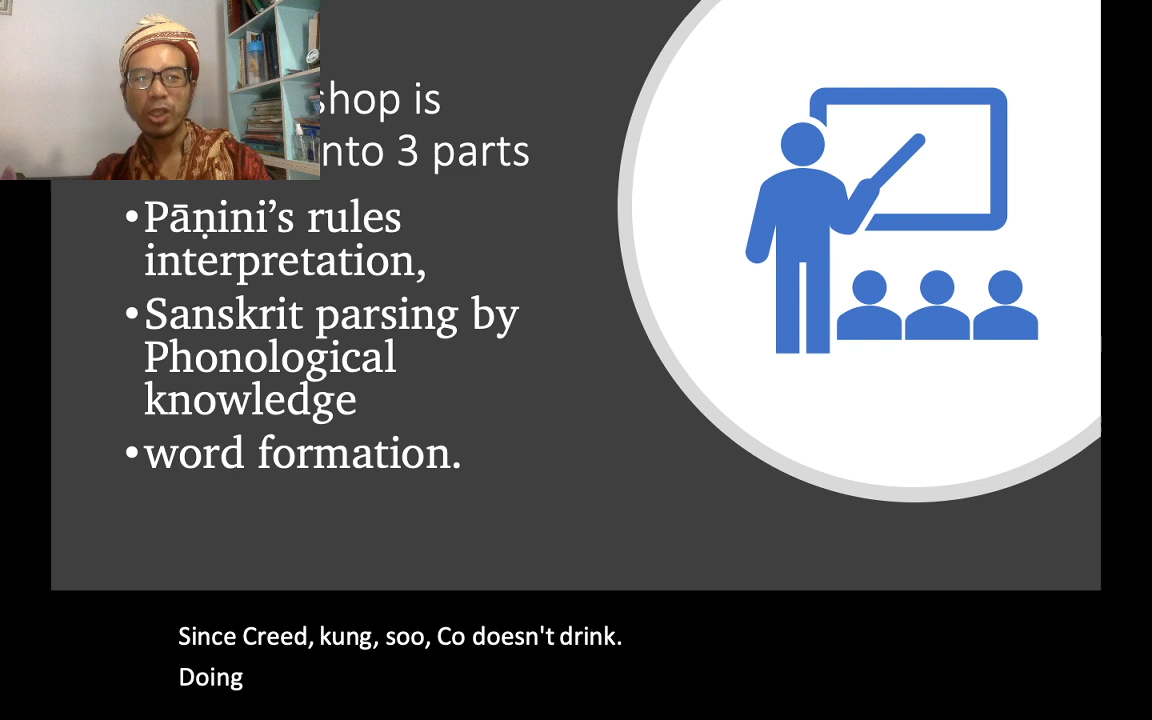 shop is
nto 3 parts
•Pāṇini's rules
interpretation,
•Sanskrit parsing by
Phonological
knowledge
•word formation.
Since Creed, kung, soo, Co doesn't drink.
Doing